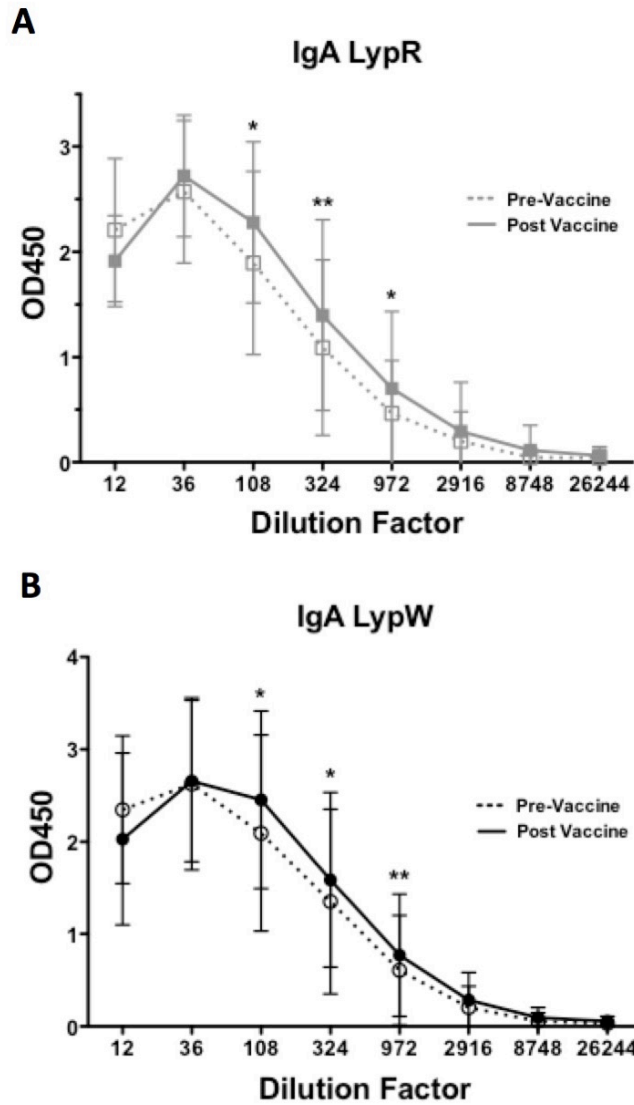 A
IgA LypR
3
2
1
0
OD450
*
**
*
Pre-Vaccine
Post Vaccine
12 36 108 324 972 2916 8748 26244
Dilution Factor
B
IgA LypW
4
3
2
1
0
OD450
*
*
**
Pre-Vaccine
Post Vaccine
12 36 108 324 972 2916 8748 26244
Dilution Factor